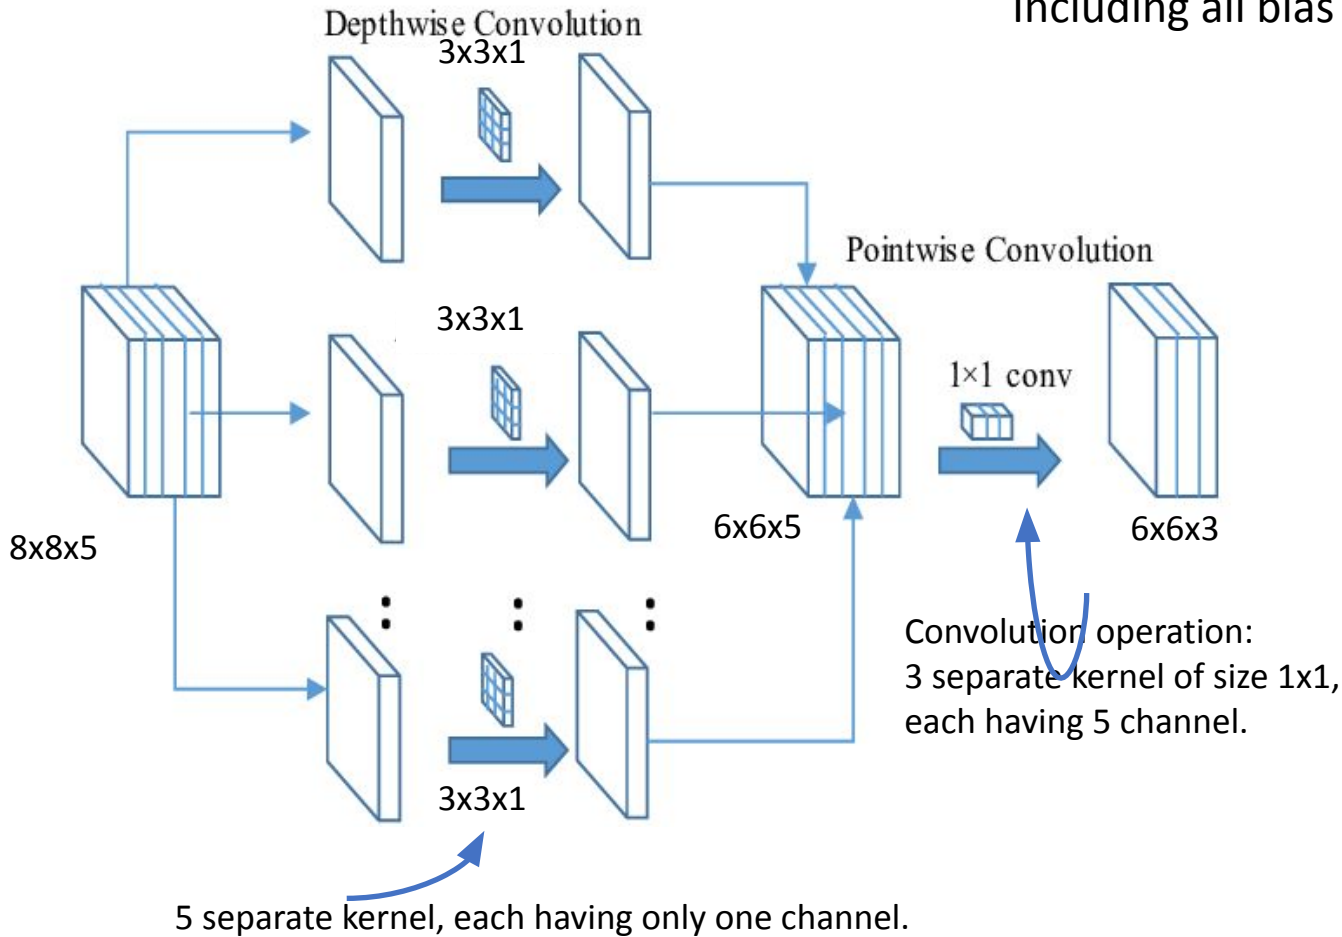 Including all bias
Depthwise Convolution
3x3x1
Pointwise Convolution
3x3x1
1×1 conv
8x8x5
6x6x5
6x6x3
Convolution operation:
3 separate kernel of size 1x1,
each having 5 channel.
3x3x1
5 separate kernel, each having only one channel.